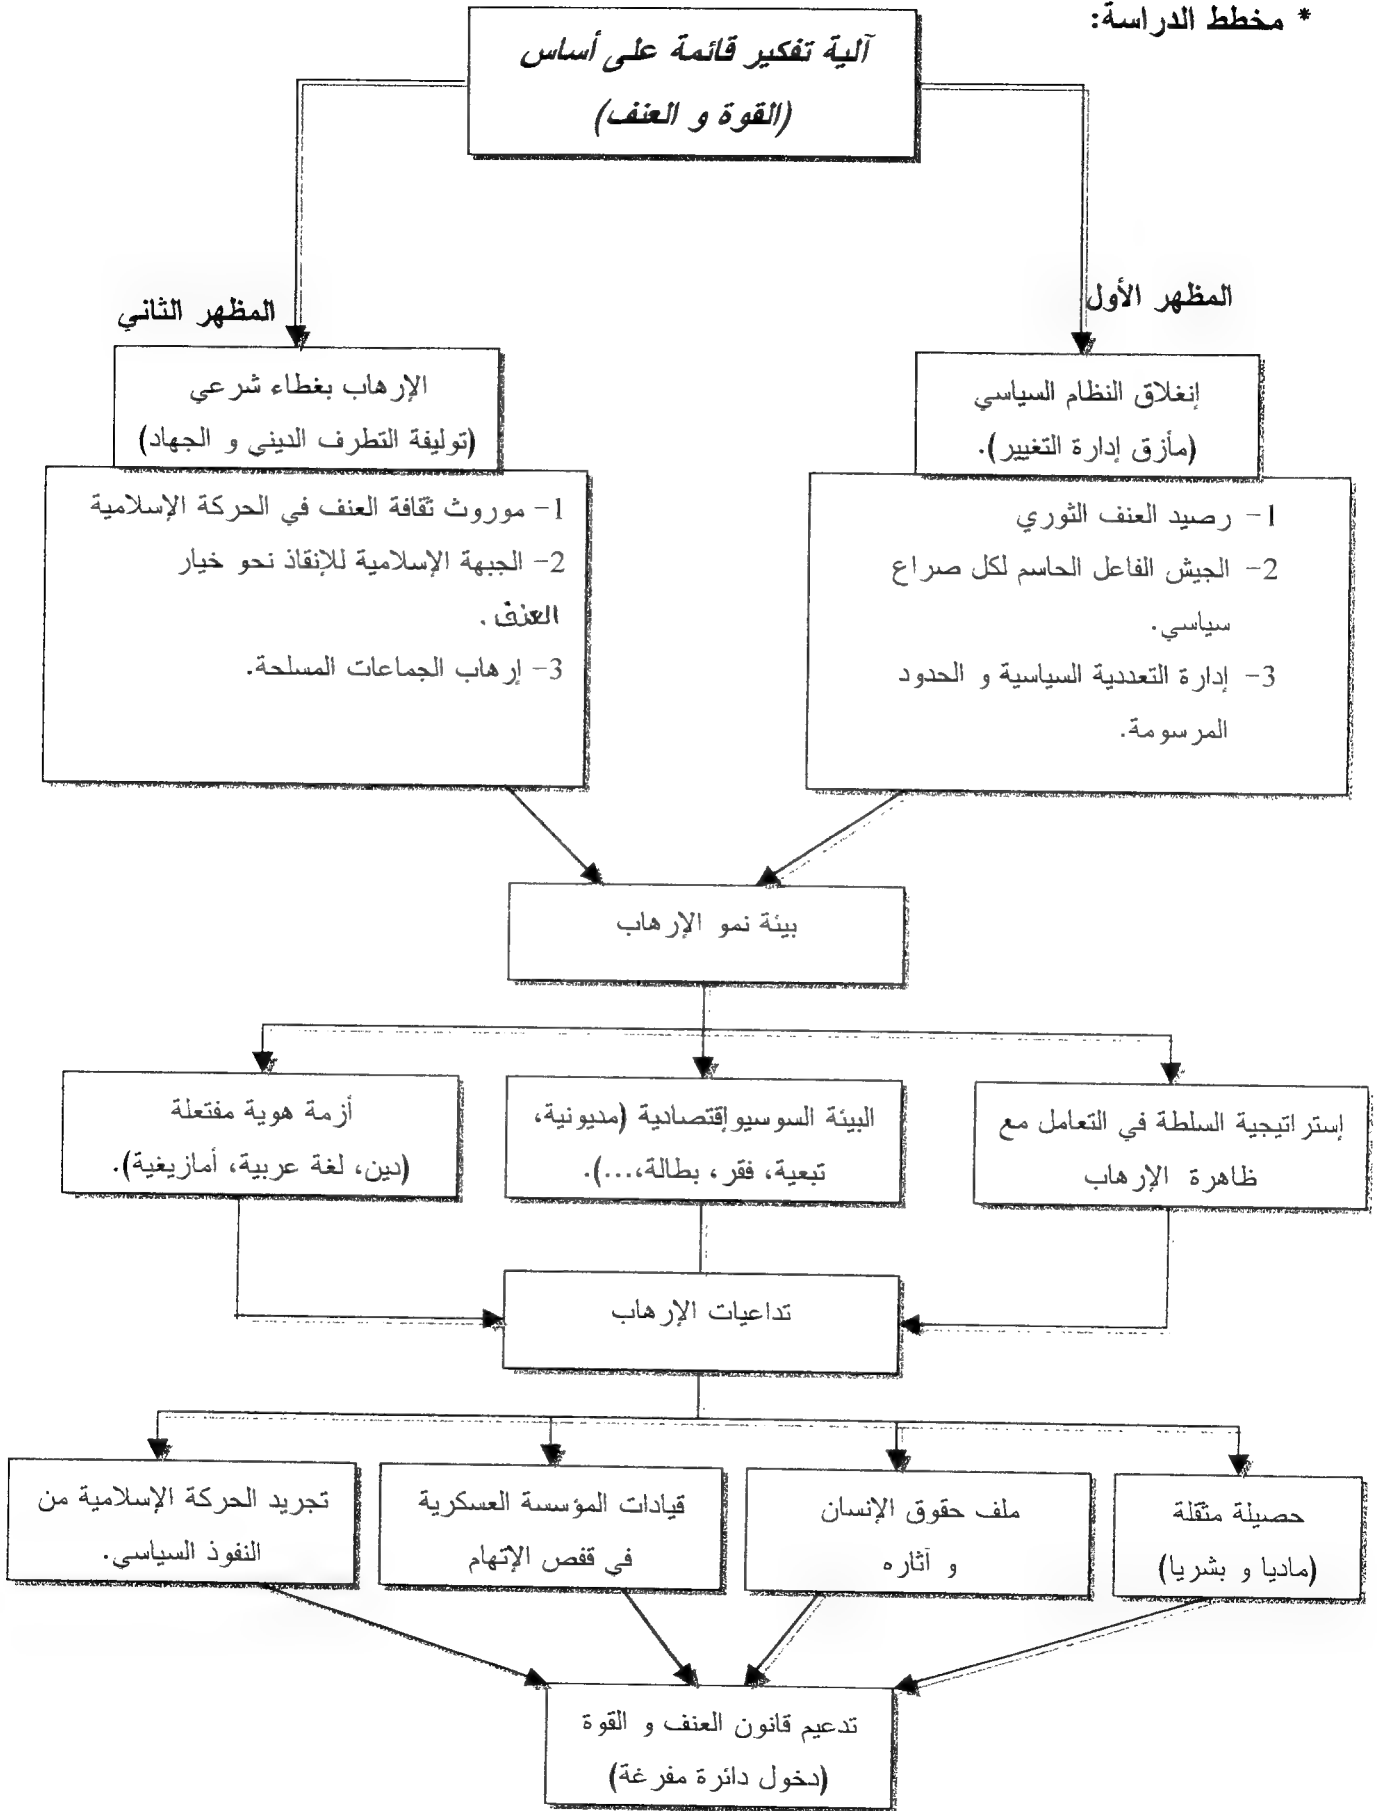 * مخطط الدراسة:
آلية تفكير قائمة على أساس
(القوة و العنف)
المظهر الأول
المظهر الثاني
إنغلاق النظام السياسي
(مأزق إدارة التغيير).
1- رصيد العنف الثوري
2- الجيش الفاعل الحاسم لكل صراع
سياسي.
3- إدارة التعددية السياسية و الحدود
المرسومة.
الإرهاب بغطاء شرعي
(توليفة التطرف الديني و الجهاد)
1- موروث ثقافة العنف في الحركة الإسلامية
2- الجبهة الإسلامية للإنقاذ نحو خيار
العنف.
3- إرهاب الجماعات المسلحة.
بيئة نمو الإرهاب
إستراتيجية السلطة في التعامل مع
ظاهرة الإرهاب
البيئة السوسيوإقتصادية (مديونية،
تبعية، فقر، بطالة،...).
أزمة هوية مفتعلة
(دين، لغة عربية، أمازيغية).
تداعيات الإرهاب
حصيلة مثقلة
(ماديا و بشريا)
ملف حقوق الإنسان
و آثاره
قيادات المؤسسة العسكرية
في قفص الإتهام
تجريد الحركة الإسلامية من
النفوذ السياسي.
تدعيم قانون العنف و القوة
(دخول دائرة مفرغة)